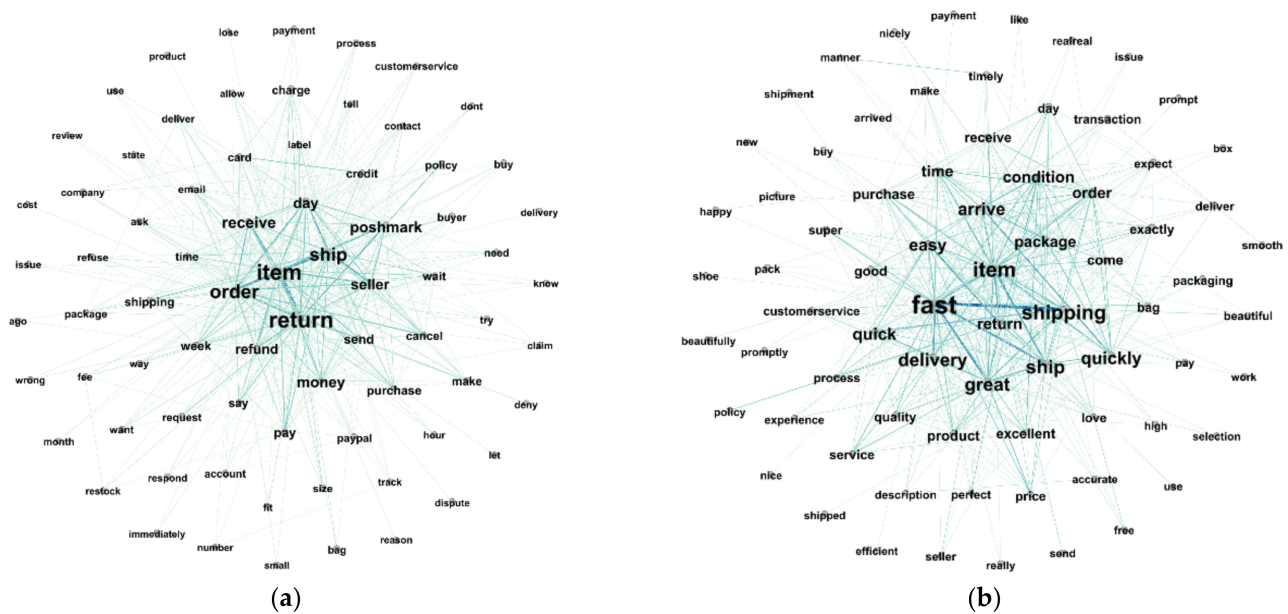 lose
payment
process
product
customerservice
use
allow
charge
tell
dont
deliver
contact
review
label
state
card
policy
buy
credit
company
email
day
cost
receive
poshmark
buyer
delivery
ask
issue
refuse
time
ship
need
item
wait
know
order
seller
shipping
package
ago
return
try
week
refund
send
cancel
claim
way
wrong
fee
money
purchase
make
say
deny
request
want
month
pay
paypal
hour
let
respond
account
restock
size
track
fit
dispute
immediately
number
reason
bag
small
(a)
payment
like
nicely
realreal
manner
issue
timely
shipment
make
prompt
day
arrived
transaction
new
receive
buy
box
time
condition
expect
picture
purchase
order
happy
arrive
deliver
super
exactly
easy
package
smooth
come
shoe
pack
good
item
packaging
fast
bag
customerservice
shipping
beautiful
return
beautifully
quick
promptly
delivery
quickly
ship
pay
process
great
work
policy
experience
quality
love
high
product
excellent
selection
service
nice
accurate
use
description
perfect
price
shipped
free
efficient
seller
send
really
(b)